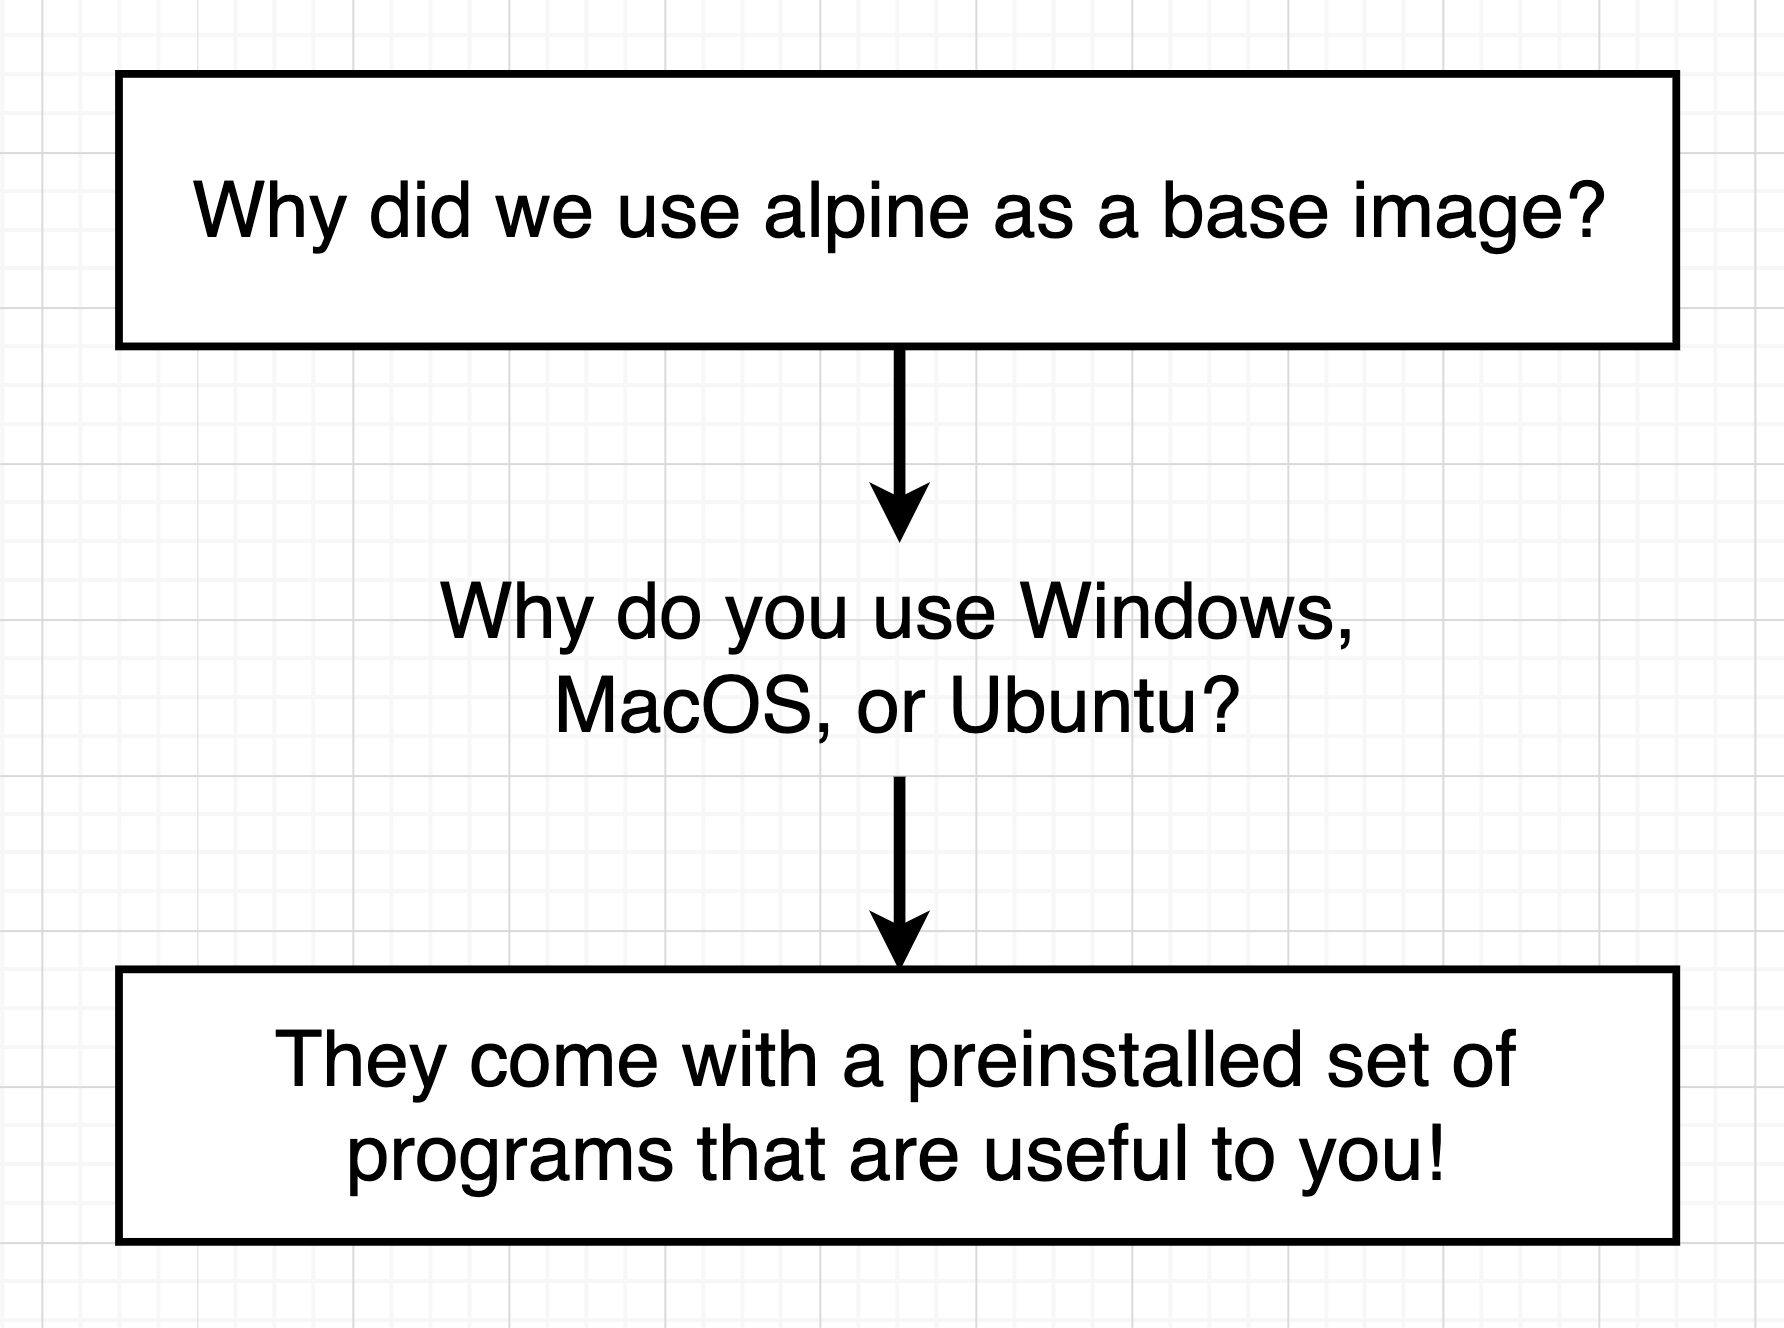 Why did we use alpine as a base image?
Why do you use Windows,
MacOS, or Ubuntu?
They come with a preinstalled set of
programs that are useful to you!